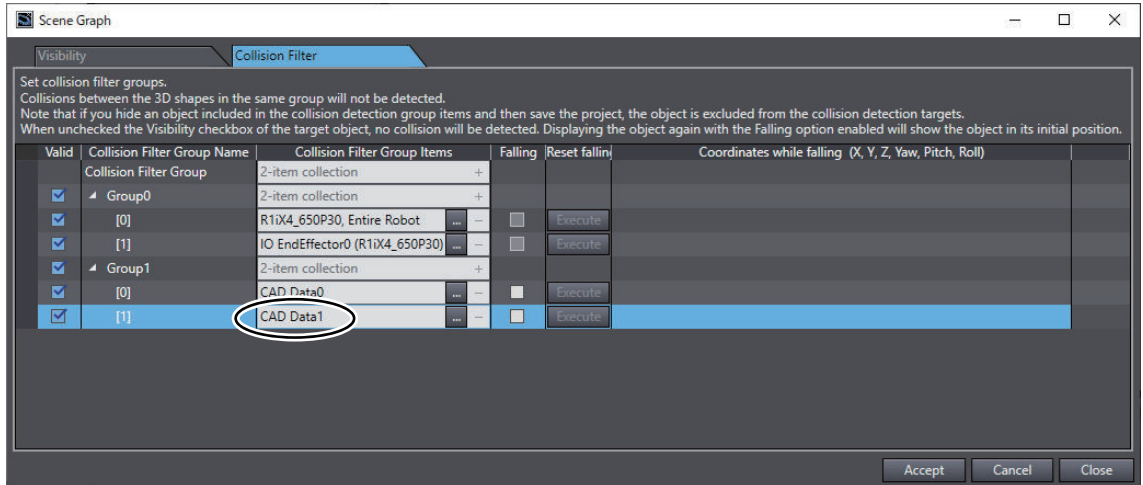 Scene Graph
Visibility
Collision Filter
Set collision filter groups.
Collisions between the 3D shapes in the same group will not be detected.
Note that if you hide an object included in the collision detection group items and then save the project, the object is excluded from the collision detection targets.
When unchecked the Visibility checkbox of the target object, no collision will be detected. Displaying the object again with the Falling option enabled will show the object in its initial position.
Valid Collision Filter Group Name Collision Filter Group Items Falling Reset fallin Coordinates while falling (X, Y, Z, Yaw, Pitch, Roll)
Collision Filter Group 2-item collection +
Group0 2-item collection +
[0] R1iX4_650P30, Entire Robot ... − Execute
[1] IO EndEffector0 (R1iX4_650P30) ... − Execute
Group1 2-item collection +
[0] CAD Data0 ... − Execute
[1] CAD Data1 ... − Execute
Accept Cancel Close